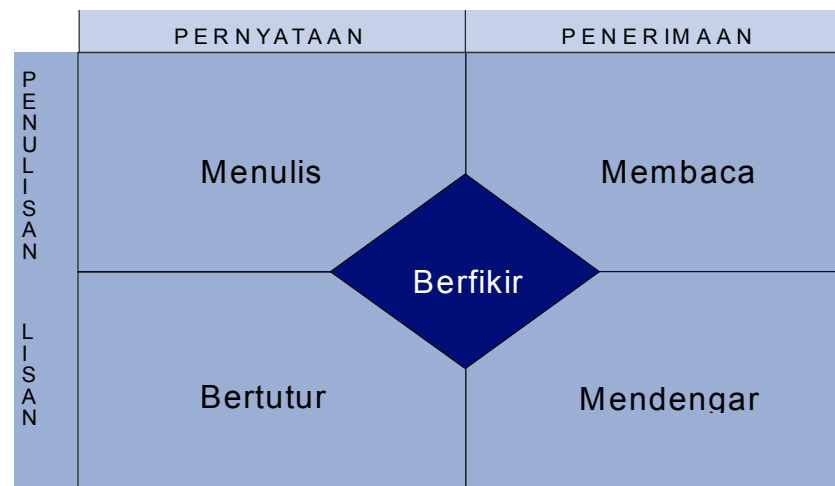 PERNYATAAN
PENERIMAAN
PENULISAN
Menulis
Membaca
Berfikir
LISAN
Bertutur
Mendengar